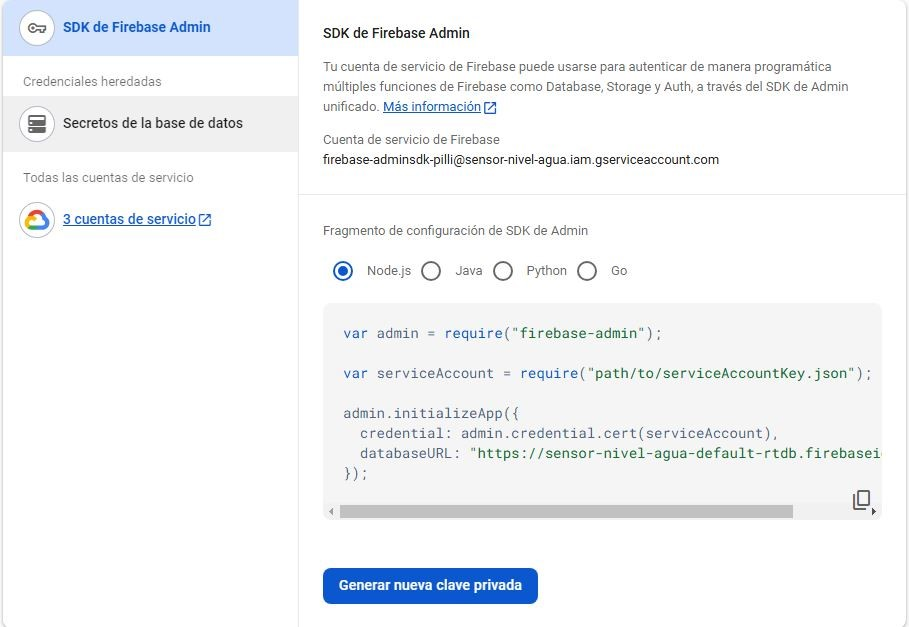 SDK de Firebase Admin
Credenciales heredadas
Secretos de la base de datos
Todas las cuentas de servicio
3 cuentas de servicio
SDK de Firebase Admin
Tu cuenta de servicio de Firebase puede usarse para autenticar de manera programática
múltiples funciones de Firebase como Database, Storage y Auth, a través del SDK de Admin
unificado. Más información
Cuenta de servicio de Firebase
firebase-adminsdk-pilli@sensor-nivel-agua.iam.gserviceaccount.com
Fragmento de configuración de SDK de Admin
Node.js Java Python Go
var admin = require("firebase-admin");
var serviceAccount = require("path/to/serviceAccountKey.json");
admin.initializeApp({
  credential: admin.credential.cert(serviceAccount),
  databaseURL: "https://sensor-nivel-agua-default-rtdb.firebasei
});
Generar nueva clave privada